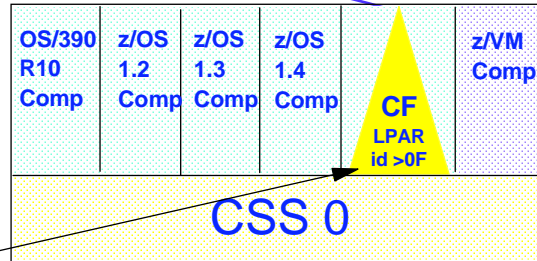 OS/390
R10
Comp
z/OS
1.2
Comp
z/OS
1.3
Comp
z/OS
1.4
Comp
CF
LPAR
id >0F
z/VM
Comp
CSS 0